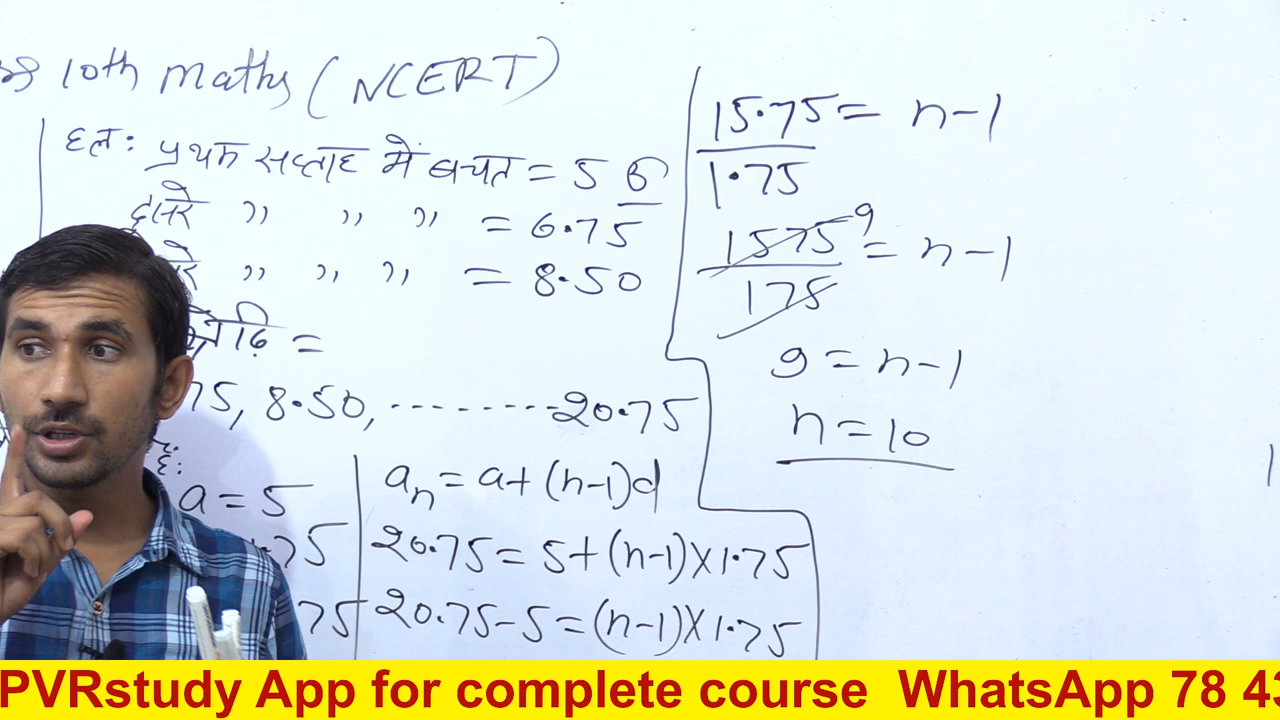 10th Maths (NCERT)
हल: प्रथम सप्ताह में बचत = 5 रु
दूसरे " " " = 6.75
" " " = 8.50
=
75, 8.50, --------20.75
a = 5
.75
75
aₙ = a + (n-1)d
20.75 = 5 + (n-1) X 1.75
20.75 - 5 = (n-1) X 1.75
15.75/1.75 = n-1
1575/175 9 = n-1
9 = n-1
n = 10
PVRstudy App for complete course WhatsApp 78 43